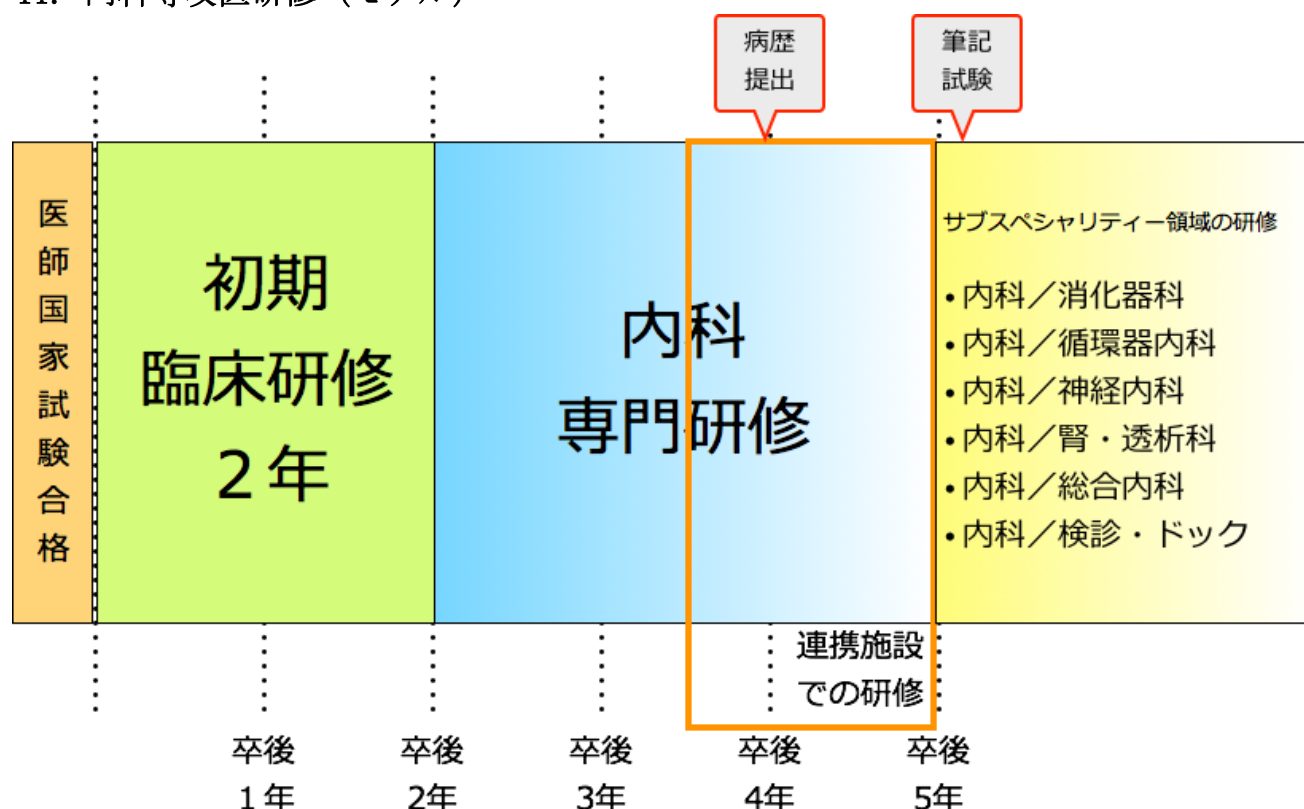 病歴
提出
筆記
試験
医師国家試験合格
初期
臨床研修
２年
内科
専門研修
サブスペシャリティー領域の研修
• 内科／消化器科
• 内科／循環器内科
• 内科／神経内科
• 内科／腎・透析科
• 内科／総合内科
• 内科／検診・ドック
連携施設
での研修
卒後
１年
卒後
2年
卒後
3年
卒後
4年
卒後
5年